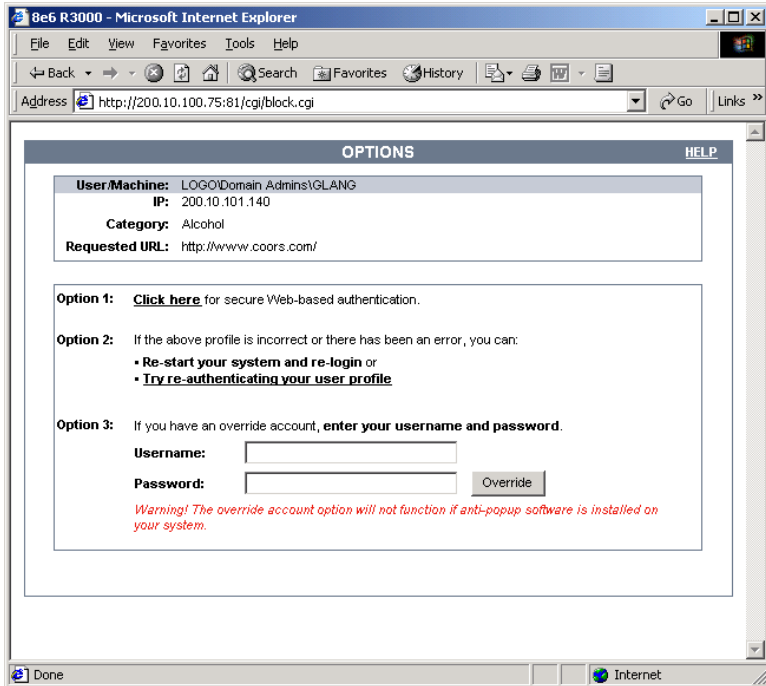 8e6 R3000 - Microsoft Internet Explorer
File Edit View Favorites Tools Help
Back Search Favorites History
Address http://200.10.100.75:81/cgi/block.cgi Go Links »
OPTIONS HELP
User/Machine: LOGO\Domain Admins\GLANG
IP: 200.10.101.140
Category: Alcohol
Requested URL: http://www.coors.com/
Option 1: Click here for secure Web-based authentication.
Option 2: If the above profile is incorrect or there has been an error, you can:
▪ Re-start your system and re-login or
▪ Try re-authenticating your user profile
Option 3: If you have an override account, enter your username and password.
Username:
Password: Override
Warning! The override account option will not function if anti-popup software is installed on
your system.
Done Internet